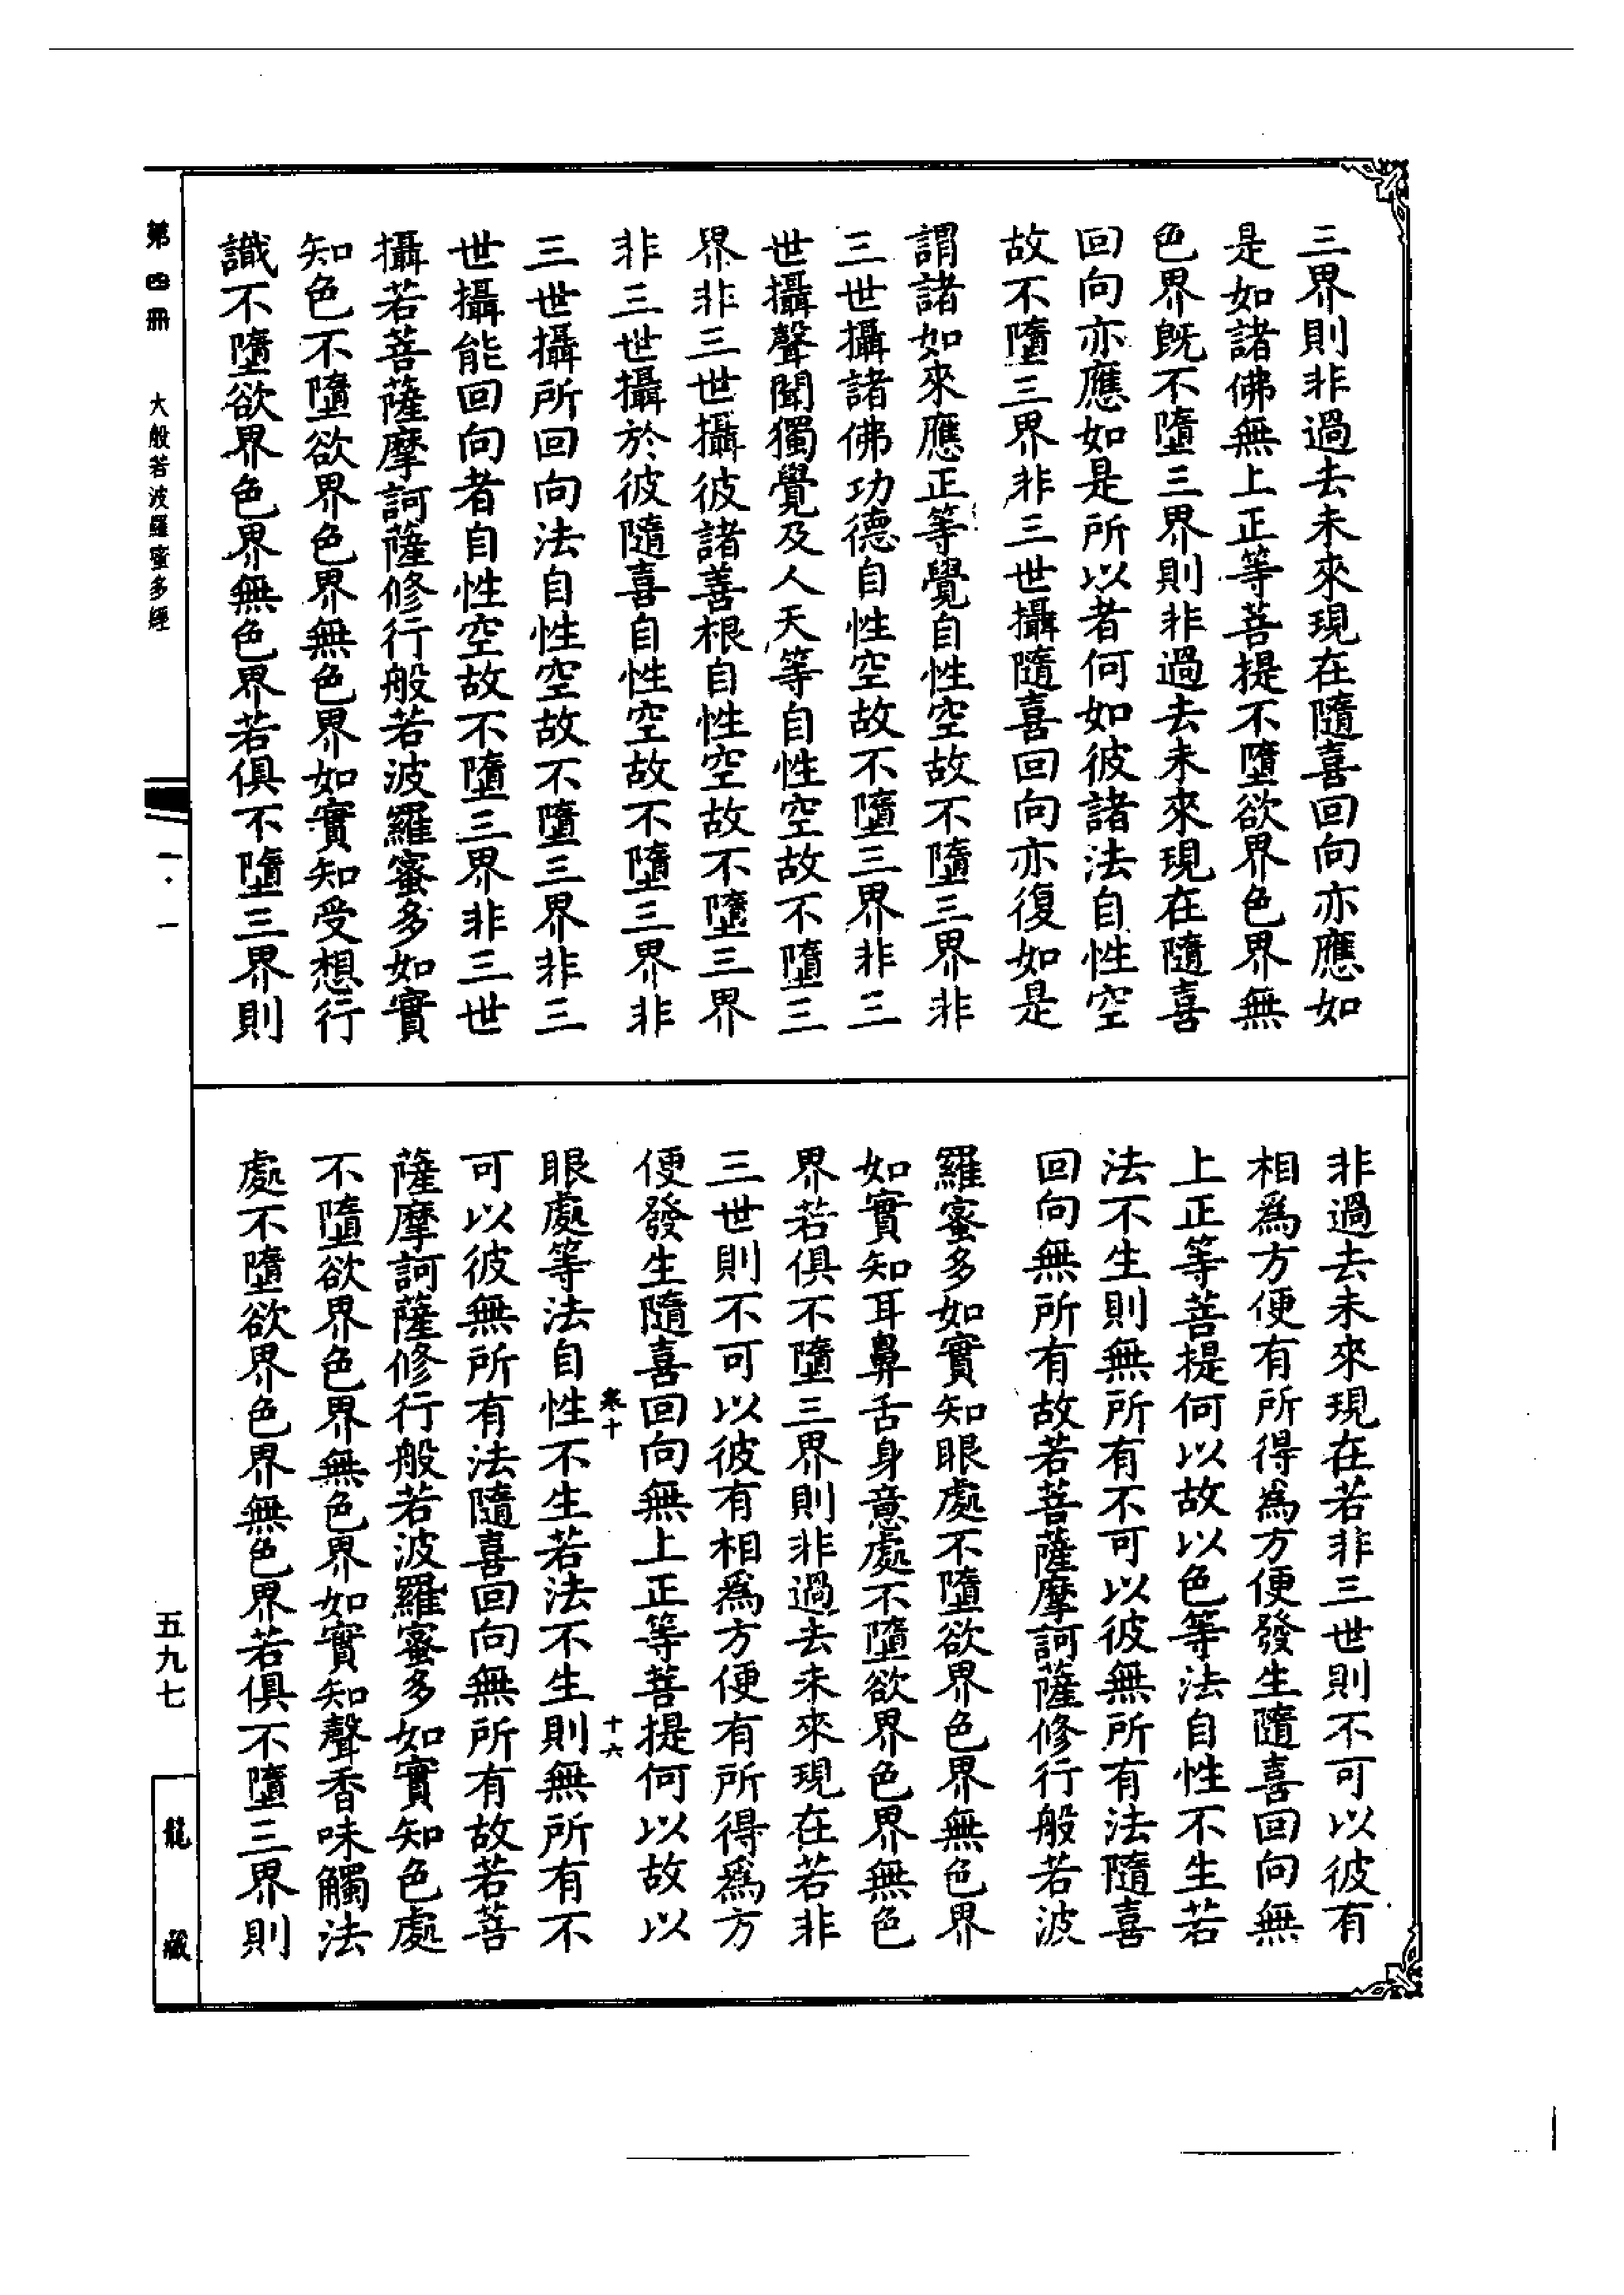 三界則非過去未來現在隨喜回向亦應如
是如諸佛無上正等菩提不墮欲界色界無
色界既不墮三界則非過去未來現在隨喜
回向亦應如是所以者何如彼諸法自性空
故不墮三界非三世攝隨喜回向亦復如是
謂諸如來應正等覺自性空故不墮三界非
三世攝諸佛功德自性空故不墮三界非三
世攝聲聞獨覺及人天等自性空故不墮三
界非三世攝彼諸善根自性空故不墮三界
非三世攝於彼隨喜自性空故不墮三界非
三世攝所回向法自性空故不墮三界非三
世攝能回向者自性空故不墮三界非三世
攝若菩薩摩訶薩修行般若波羅蜜多如實
知色不墮欲界色界無色界如實知受想行
識不墮欲界色界無色界若俱不墮三界則
非過去未來現在若非三世則不可以彼有
相爲方便有所得爲方便發生隨喜回向無
上正等菩提何以故以色等法自性不生若
法不生則無所有不可以彼無所有法隨喜
回向無所有故若菩薩摩訶薩修行般若波
羅蜜多如實知眼處不墮欲界色界無色界
如實知耳鼻舌身意處不墮欲界色界無色
界若俱不墮三界則非過去未來現在若非
三世則不可以彼有相爲方便有所得爲方
便發生隨喜回向無上正等菩提何以故以
寒十 十六
眼處等法自性不生若法不生則無所有不
可以彼無所有法隨喜回向無所有故若菩
薩摩訶薩修行般若波羅蜜多如實知色處
不墮欲界色界無色界如實知聲香味觸法
處不墮欲界色界無色界若俱不墮三界則
第四冊 大般若波羅蜜多經
一·一
五九七
龍藏